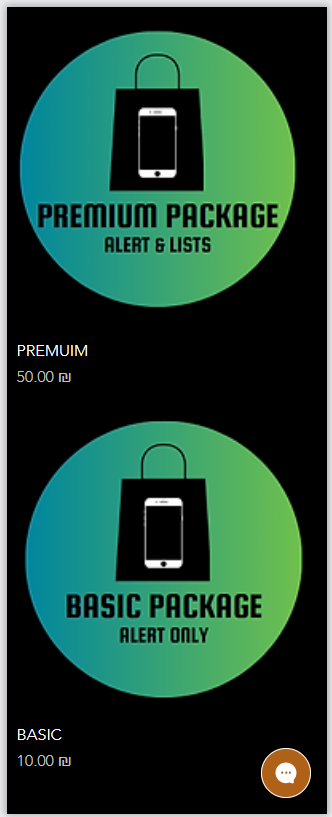 PREMIUM PACKAGE
ALERT & LISTS
PREMUIM
50.00 ₪
BASIC PACKAGE
ALERT ONLY
BASIC
10.00 ₪